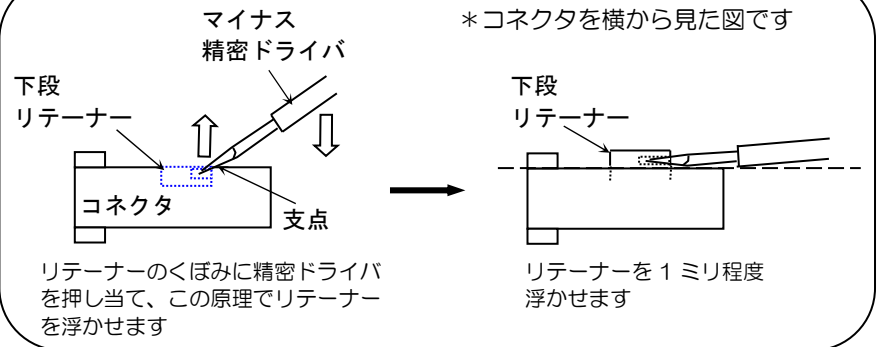 ＊コネクタを横から見た図です
マイナス
精密ドライバ
下段
リテーナー
コネクタ
支点
リテーナーのくぼみに精密ドライバ
を押し当て、この原理でリテーナー
を浮かせます
下段
リテーナー
リテーナーを 1 ミリ程度
浮かせます